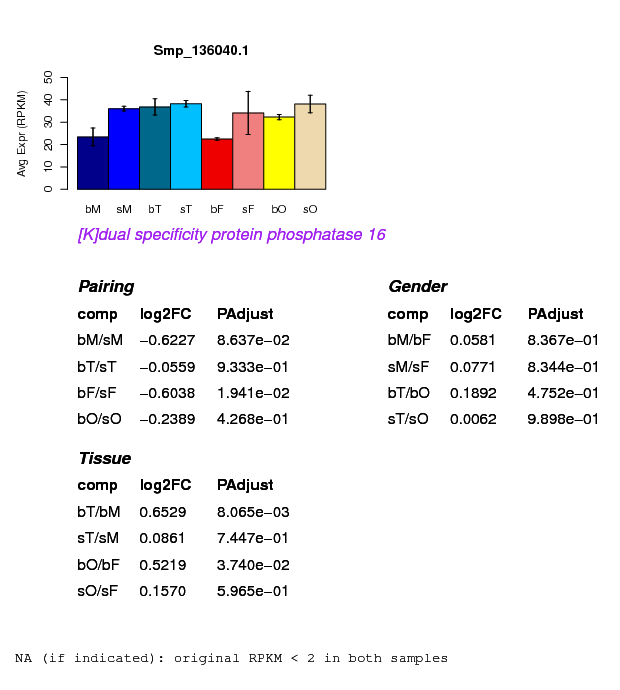 Smp_136040.1
Avg Expr (RPKM)
50
40
30
20
10
0
bM sM bT sT bF sF bO sO
[K]dual specificity protein phosphatase 16
Pairing
comp log2FC PAdjust
bM/sM −0.6227 8.637e−02
bT/sT −0.0559 9.333e−01
bF/sF −0.6038 1.941e−02
bO/sO −0.2389 4.268e−01
Gender
comp log2FC PAdjust
bM/bF 0.0581 8.367e−01
sM/sF 0.0771 8.344e−01
bT/bO 0.1892 4.752e−01
sT/sO 0.0062 9.898e−01
Tissue
comp log2FC PAdjust
bT/bM 0.6529 8.065e−03
sT/sM 0.0861 7.447e−01
bO/bF 0.5219 3.740e−02
sO/sF 0.1570 5.965e−01
NA (if indicated): original RPKM < 2 in both samples